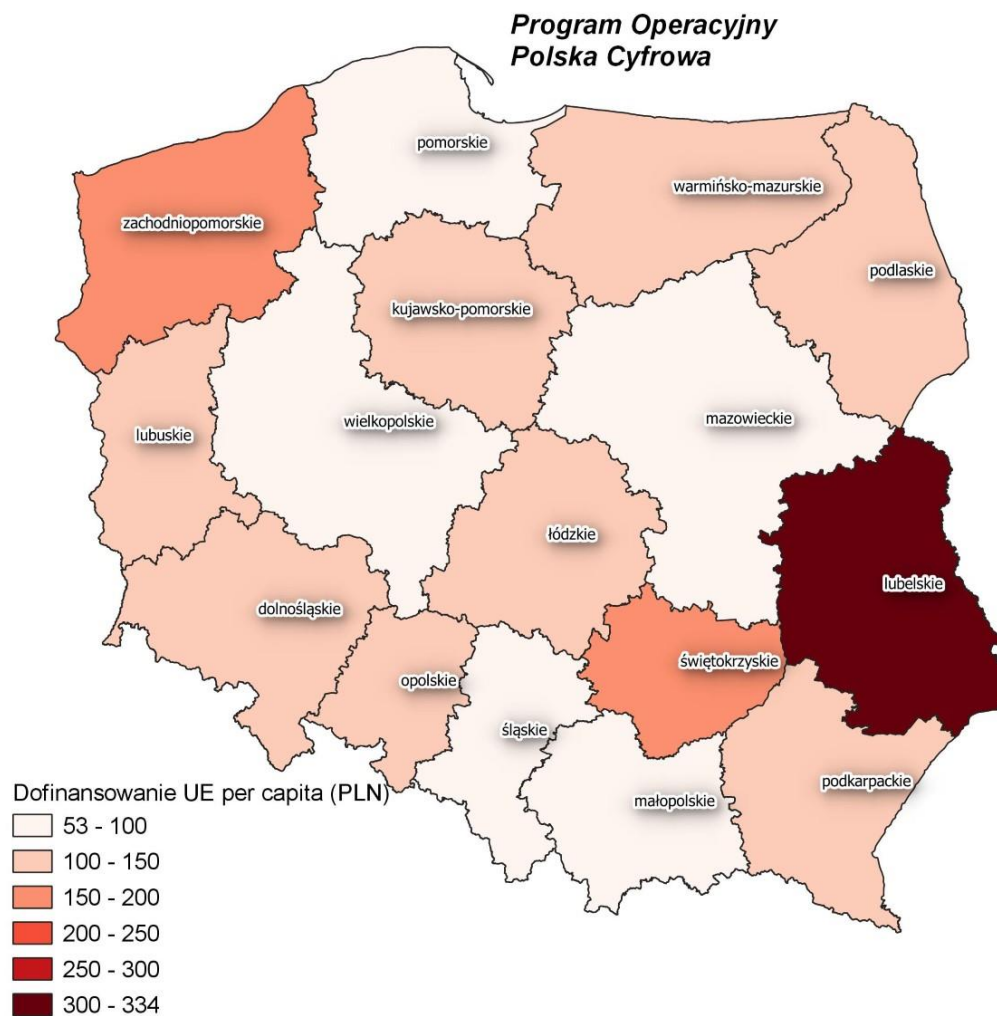 Program Operacyjny
Polska Cyfrowa
pomorskie
warmińsko-mazurskie
zachodniopomorskie
podlaskie
kujawsko-pomorskie
mazowieckie
wielkopolskie
lubuskie
łódzkie
lubelskie
dolnośląskie
świętokrzyskie
opolskie
śląskie
podkarpackie
małopolskie
Dofinansowanie UE per capita (PLN)
53 - 100
100 - 150
150 - 200
200 - 250
250 - 300
300 - 334